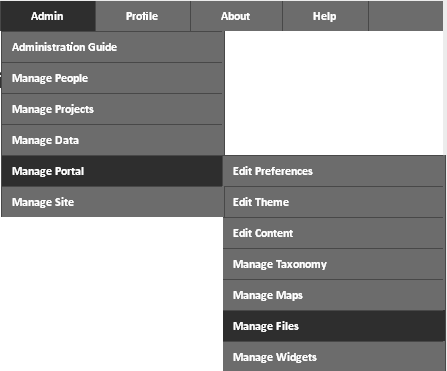 Admin Profile About Help
Administration Guide
Manage People
Manage Projects
Manage Data
Manage Portal Edit Preferences
Manage Site Edit Theme
Edit Content
Manage Taxonomy
Manage Maps
Manage Files
Manage Widgets